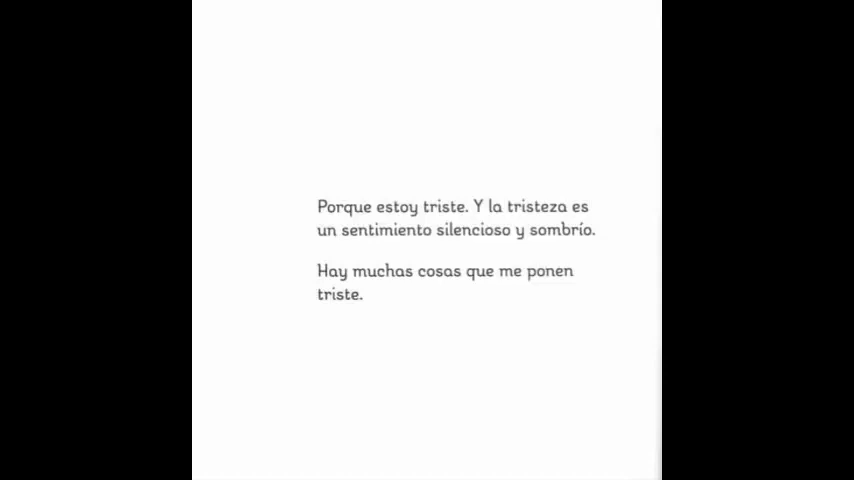 Porque estoy triste. Y la tristeza es
un sentimiento silencioso y sombrío.
Hay muchas cosas que me ponen
triste.